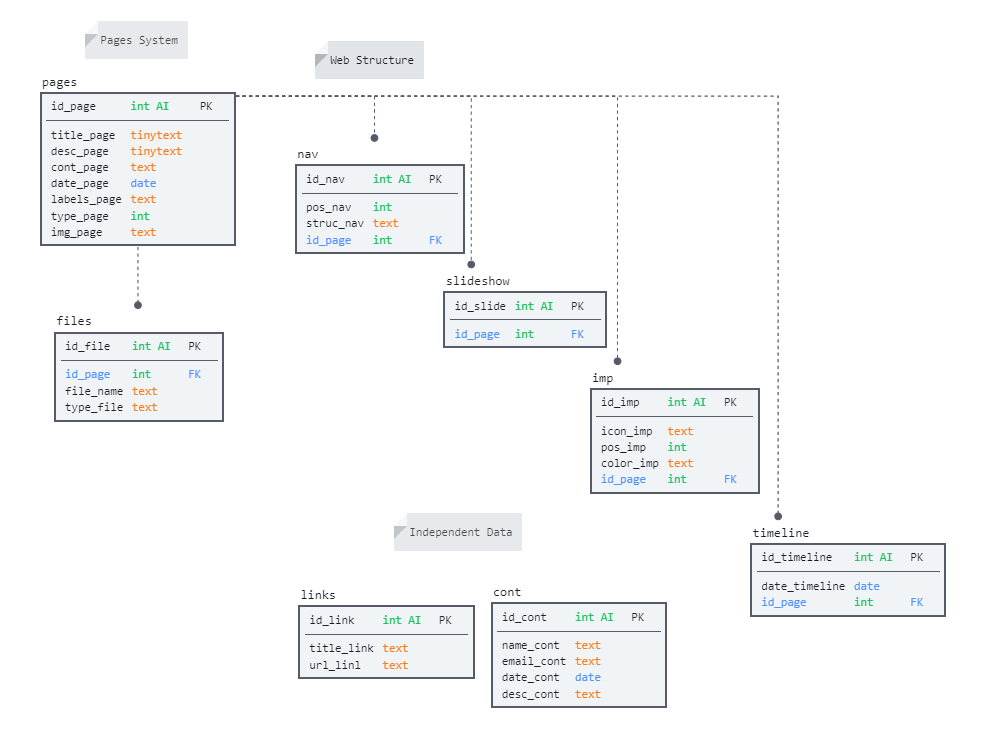 Pages System
Web Structure
pages
id_page int AI PK
title_page tinytext
desc_page tinytext
cont_page text
date_page date
labels_page text
type_page int
img_page text
nav
id_nav int AI PK
pos_nav int
struc_nav text
id_page int FK
slideshow
id_slide int AI PK
id_page int FK
files
id_file int AI PK
id_page int FK
file_name text
type_file text
imp
id_imp int AI PK
icon_imp text
pos_imp int
color_imp text
id_page int FK
timeline
id_timeline int AI PK
date_timeline date
id_page int FK
Independent Data
links
id_link int AI PK
title_link text
url_linl text
cont
id_cont int AI PK
name_cont text
email_cont text
date_cont date
desc_cont text